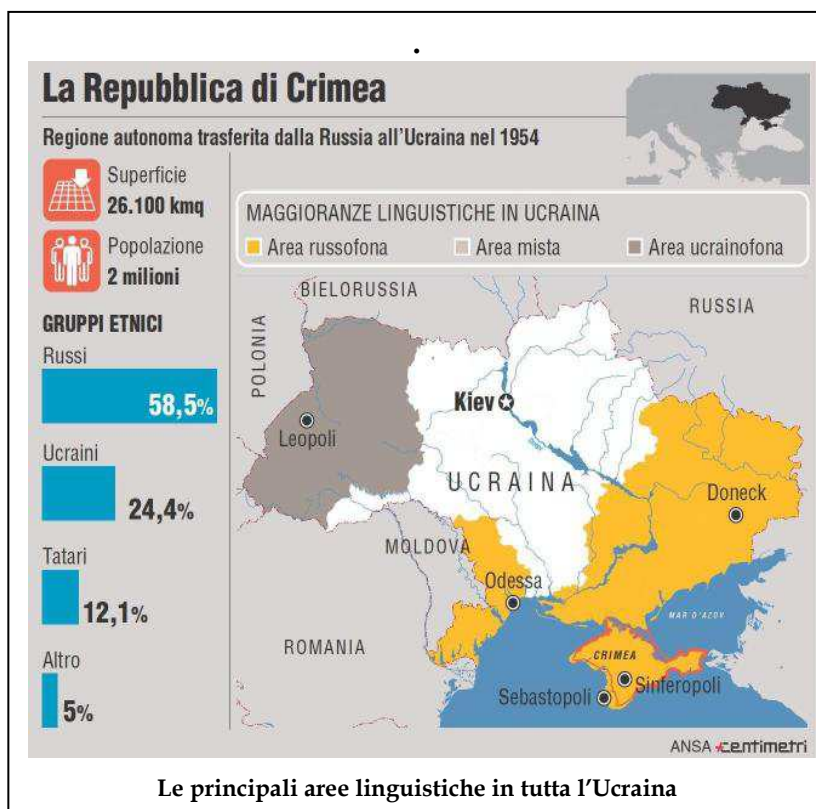 .
La Repubblica di Crimea
Regione autonoma trasferita dalla Russia all'Ucraina nel 1954
Superficie
26.100 kmq
Popolazione
2 milioni
GRUPPI ETNICI
Russi
58,5%
Ucraini
24,4%
Tatari
12,1%
Altro
5%
MAGGIORANZE LINGUISTICHE IN UCRAINA
Area russofona
Area mista
Area ucrainofona
BIELORUSSIA
RUSSIA
POLONIA
Kiev
Leopoli
UCRAINA
Doneck
MOLDOVA
Odessa
MAR D'AZOV
ROMANIA
CRIMEA
Sinferopoli
Sebastopoli
ANSA centimetri
Le principali aree linguistiche in tutta l'Ucraina